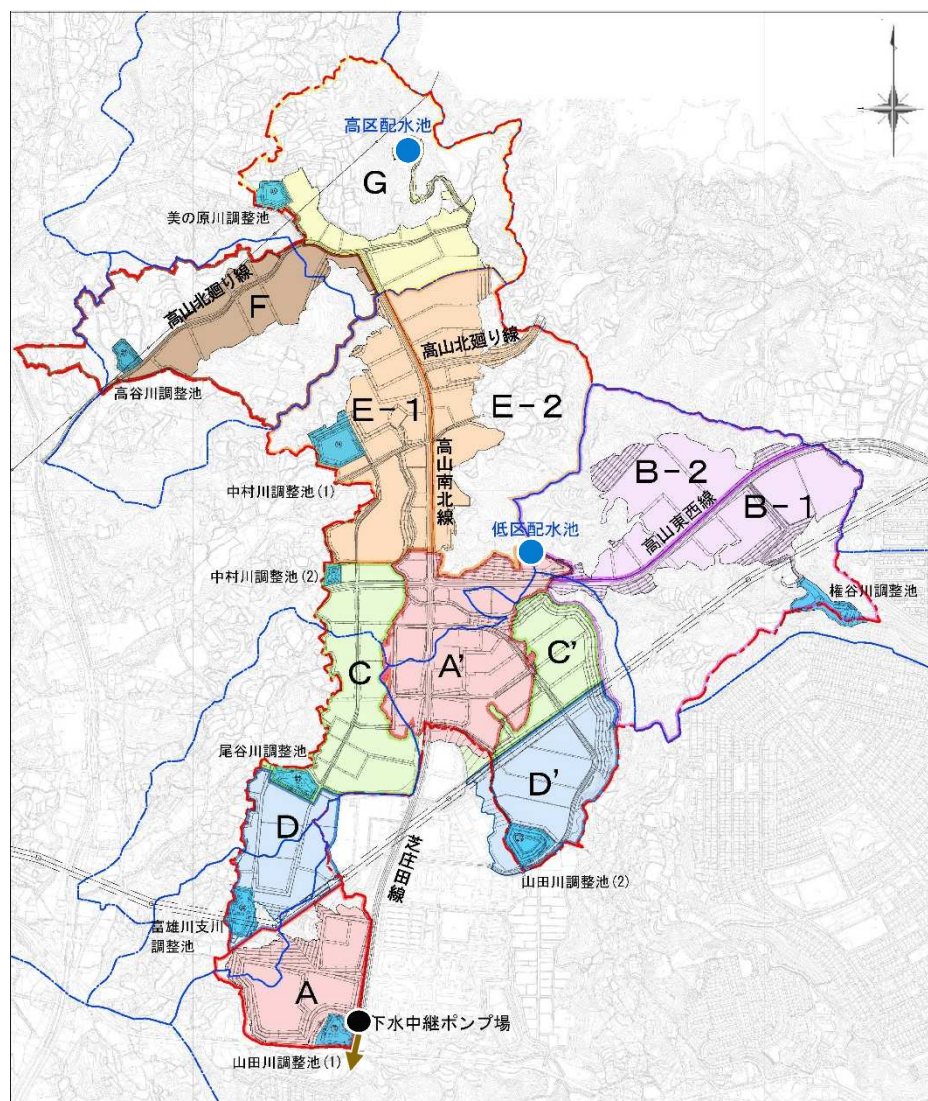 高区配水池
G
美の原川調整池
高山北廻り線
F
高谷川調整池
高山北廻り線
E-1
E-2
高山南北線
中村川調整池(1)
B-2
高山東西線
B-1
低区配水池
中村川調整池(2)
権谷川調整池
C
A'
C'
尾谷川調整池
D'
D
芝庄田線
山田川調整池(2)
富雄川支川
調整池
A
下水中継ポンプ場
山田川調整池(1)